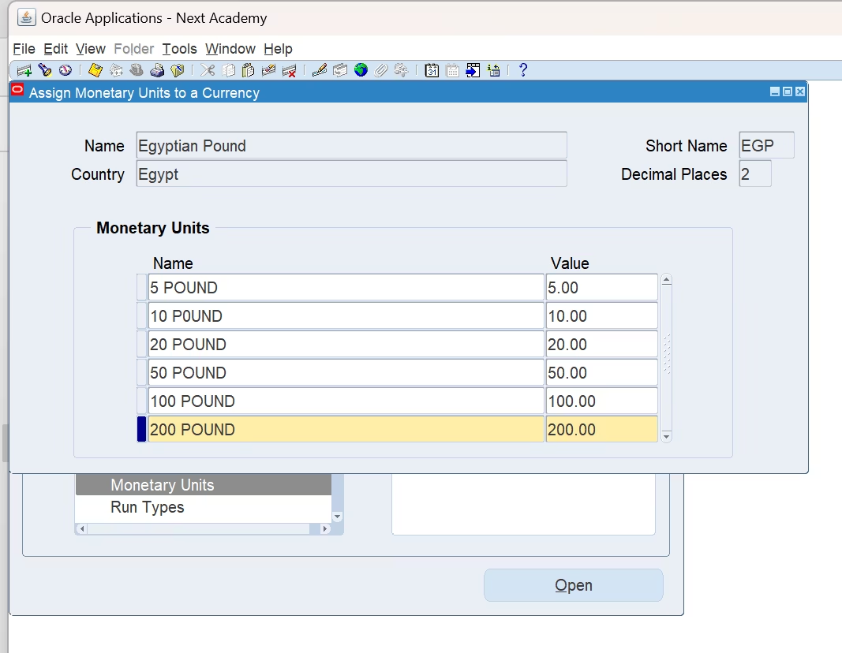 Oracle Applications - Next Academy
File Edit View Folder Tools Window Help
?
Assign Monetary Units to a Currency
Name Egyptian Pound Short Name EGP
Country Egypt Decimal Places 2
Monetary Units
Name Value
5 POUND 5.00
10 P0UND 10.00
20 POUND 20.00
50 POUND 50.00
100 POUND 100.00
200 POUND 200.00
Monetary Units
Run Types
Open